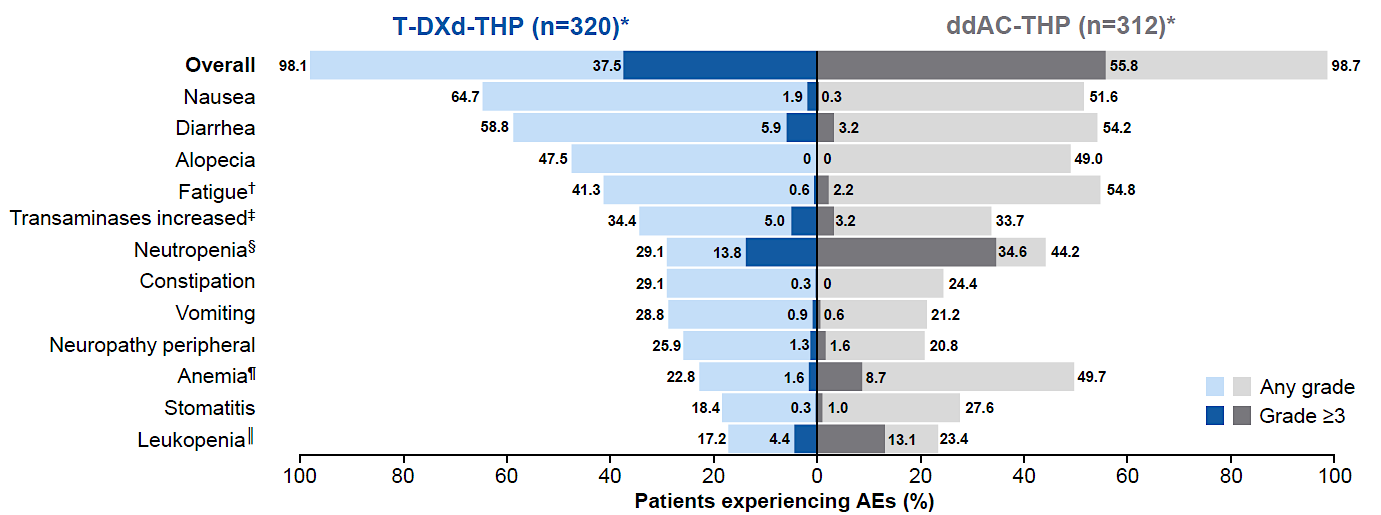 T-DXd-THP (n=320)* ddAC-THP (n=312)*
Overall 98.1 37.5 55.8 98.7
Nausea 64.7 1.9 0.3 51.6
Diarrhea 58.8 5.9 3.2 54.2
Alopecia 47.5 0 0 49.0
Fatigue† 41.3 0.6 2.2 54.8
Transaminases increased‡ 34.4 5.0 3.2 33.7
Neutropenia§ 29.1 13.8 34.6 44.2
Constipation 29.1 0.3 0 24.4
Vomiting 28.8 0.9 0.6 21.2
Neuropathy peripheral 25.9 1.3 1.6 20.8
Anemia¶ 22.8 1.6 8.7 49.7
Stomatitis 18.4 0.3 1.0 27.6
Leukopenia‖ 17.2 4.4 13.1 23.4
Any grade
Grade ≥3
100 80 60 40 20 0 20 40 60 80 100
Patients experiencing AEs (%)